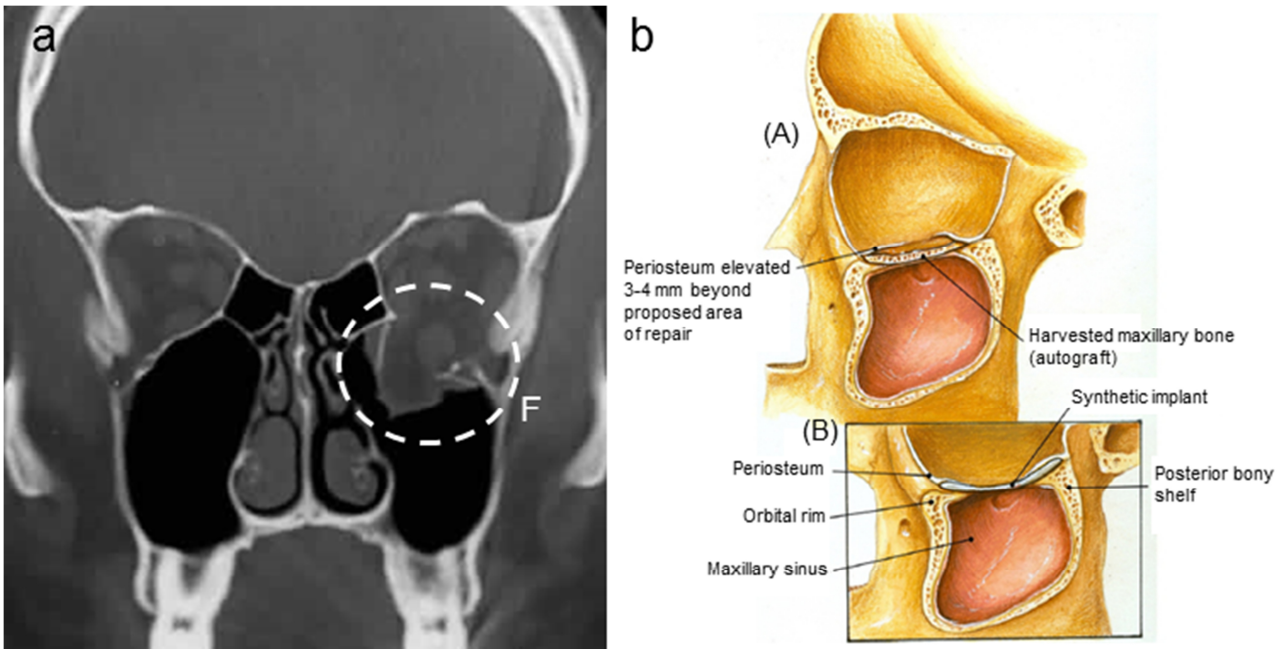 a
F
b
(A)
Periosteum elevated
3-4 mm beyond
proposed area
of repair
Harvested maxillary bone
(autograft)
Synthetic implant
(B)
Periosteum
Posterior bony
shelf
Orbital rim
Maxillary sinus